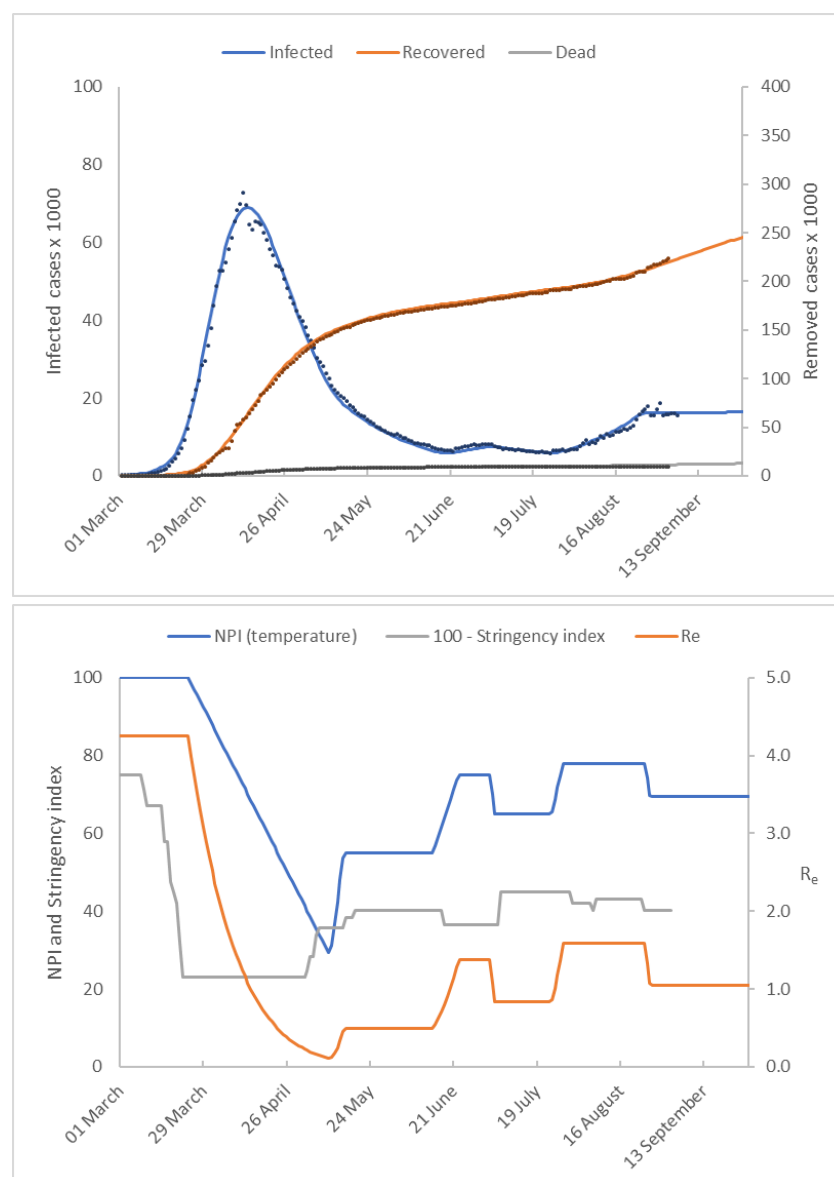 Infected Recovered Dead
100 400
350
80
300
60 250
200
40
150
100
20
50
0 0
Infected cases x 1000
Removed cases x 1000
01 March 29 March 26 April 24 May 21 June 19 July 16 August 13 September
NPI (temperature) 100 - Stringency index Re
100 5.0
80 4.0
60 3.0
40 2.0
20 1.0
0 0.0
NPI and Stringency index
Re
01 March 29 March 26 April 24 May 21 June 19 July 16 August 13 September